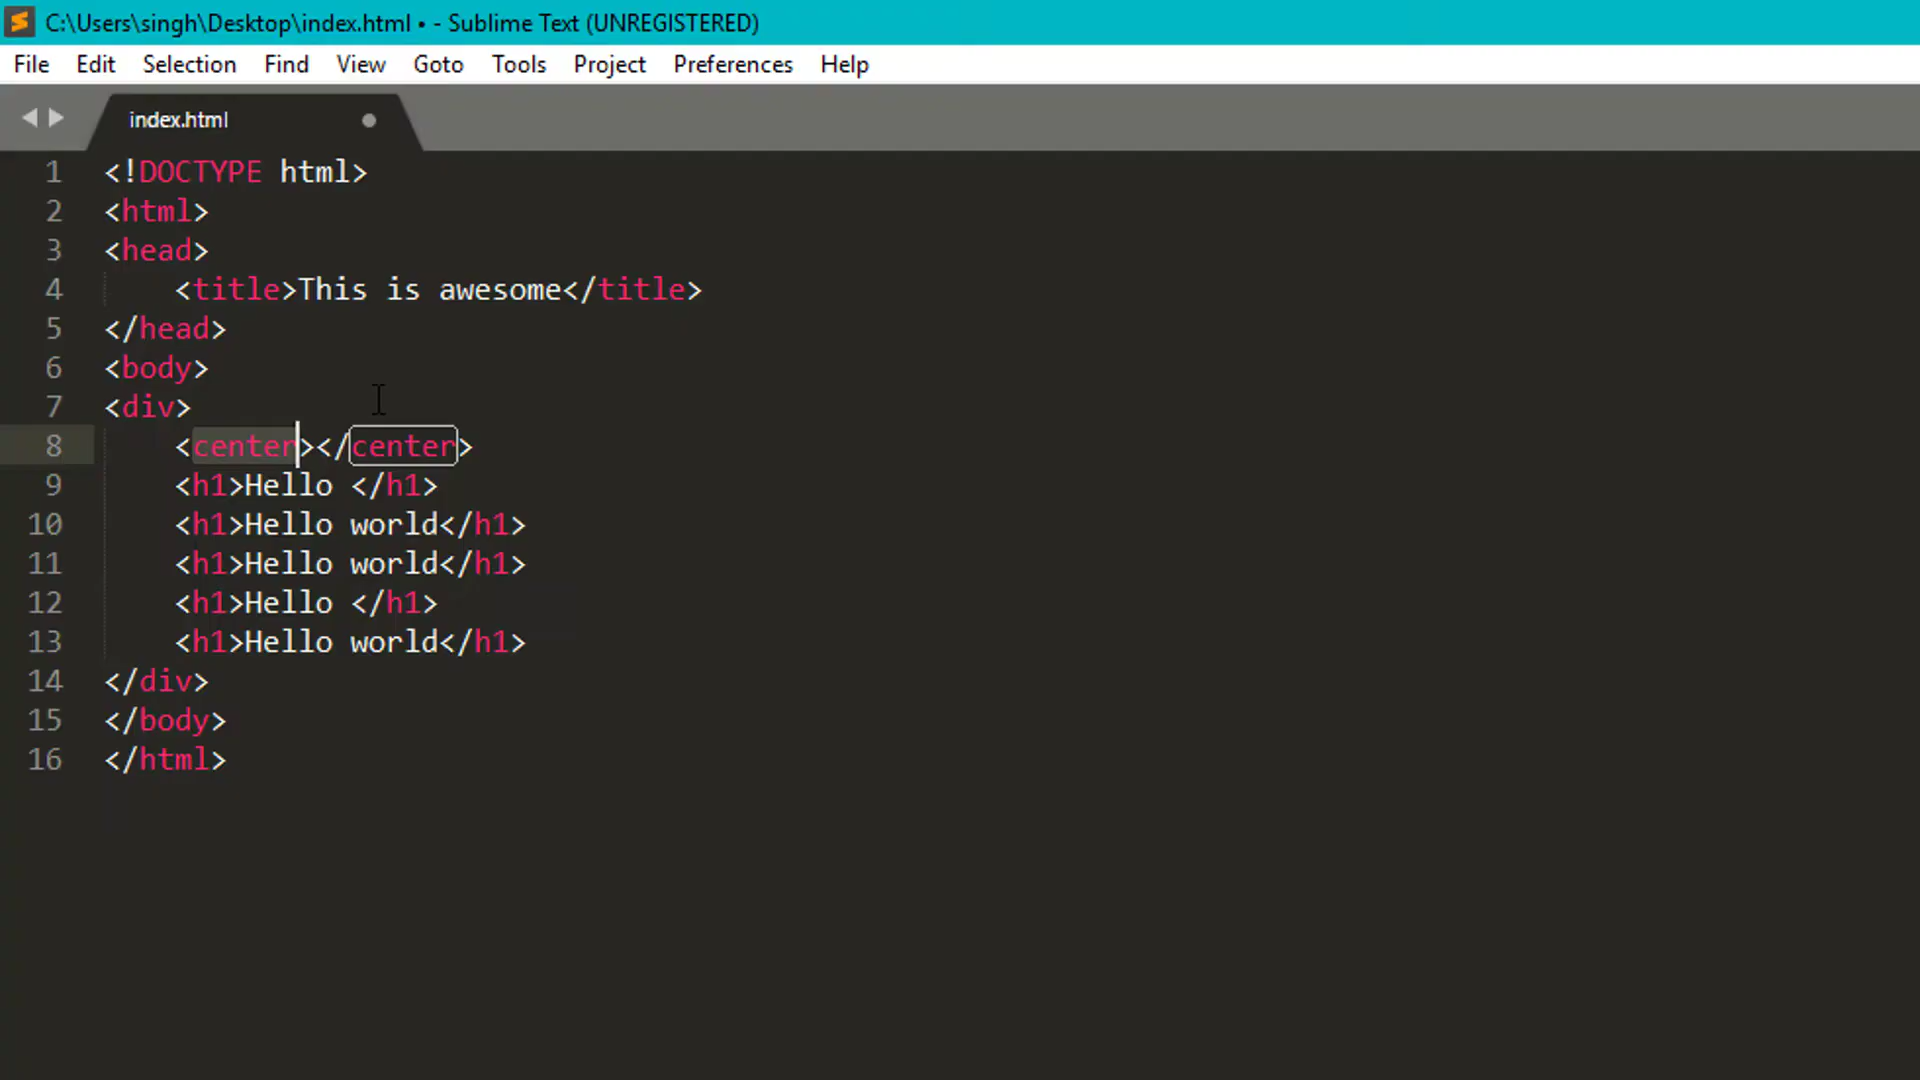 C:\Users\singh\Desktop\index.html • - Sublime Text (UNREGISTERED)
File Edit Selection Find View Goto Tools Project Preferences Help
index.html
1 <!DOCTYPE html>
2 <html>
3 <head>
4     <title>This is awesome</title>
5 </head>
6 <body>
7 <div>
8     <center></center>
9     <h1>Hello </h1>
10     <h1>Hello world</h1>
11     <h1>Hello world</h1>
12     <h1>Hello </h1>
13     <h1>Hello world</h1>
14 </div>
15 </body>
16 </html>